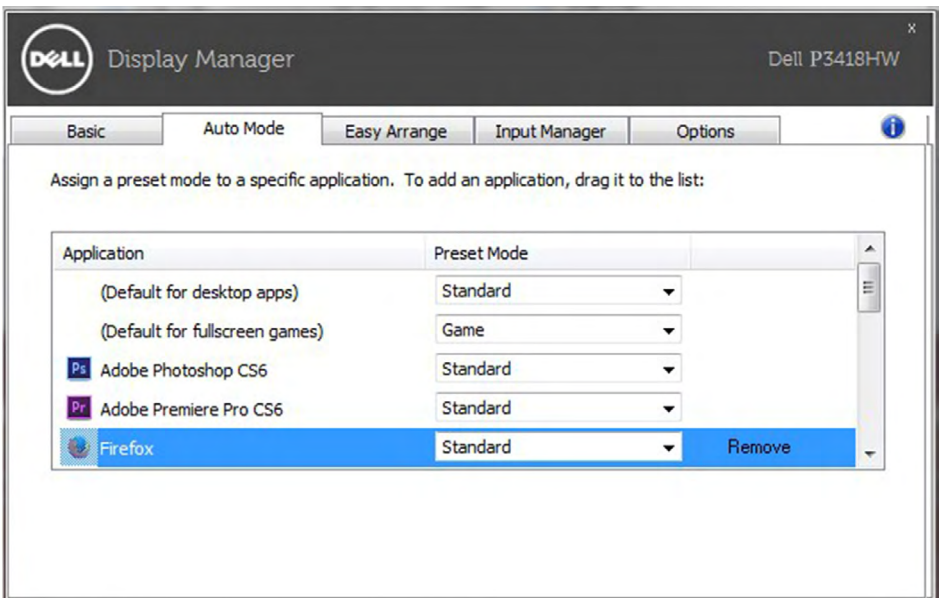 x
DELL Display Manager Dell P3418HW
Basic Auto Mode Easy Arrange Input Manager Options i
Assign a preset mode to a specific application. To add an application, drag it to the list:
Application Preset Mode
(Default for desktop apps) Standard
(Default for fullscreen games) Game
Ps Adobe Photoshop CS6 Standard
Pr Adobe Premiere Pro CS6 Standard
Firefox Standard Remove